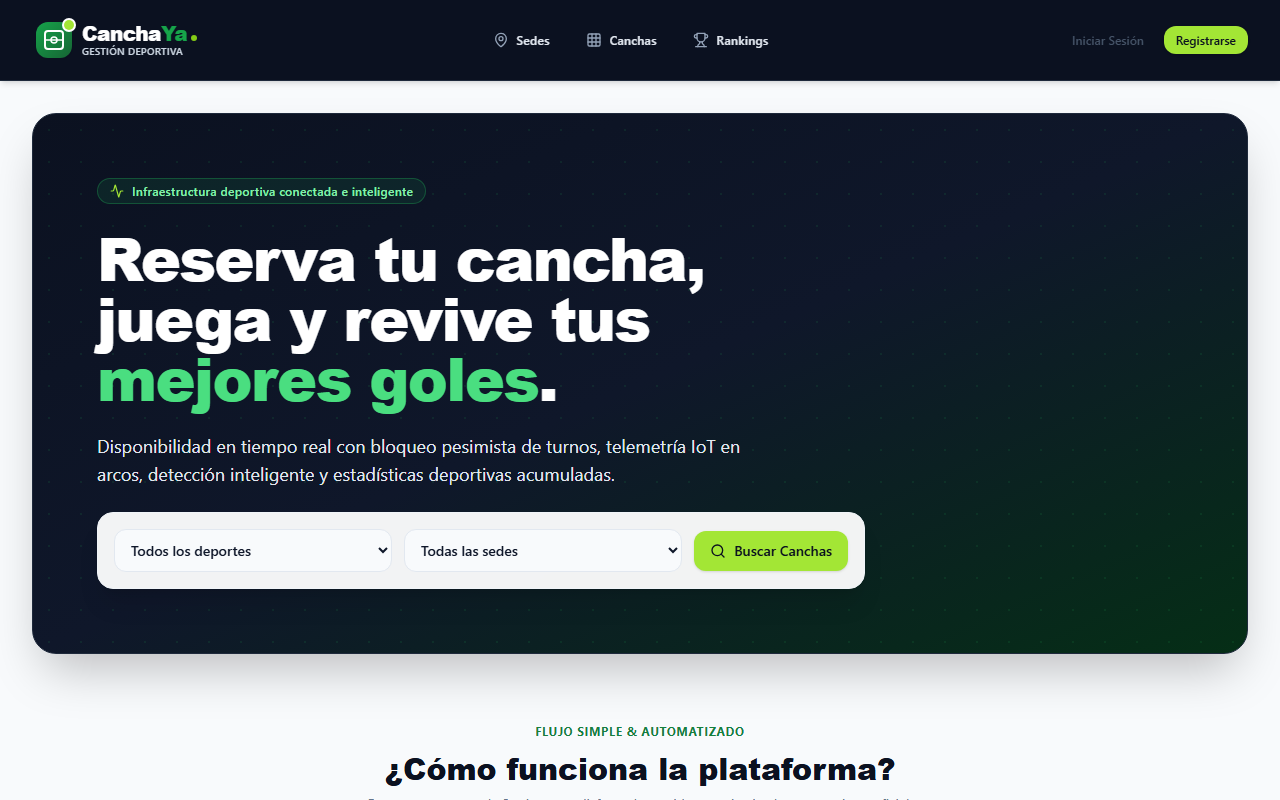 CanchaYa.
GESTIÓN DEPORTIVA
Sedes
Canchas
Rankings
Iniciar Sesión
Registrarse
Infraestructura deportiva conectada e inteligente
Reserva tu cancha,
juega y revive tus
mejores goles.
Disponibilidad en tiempo real con bloqueo pesimista de turnos, telemetría IoT en
arcos, detección inteligente y estadísticas deportivas acumuladas.
Todos los deportes
Todas las sedes
Buscar Canchas
FLUJO SIMPLE & AUTOMATIZADO
¿Cómo funciona la plataforma?